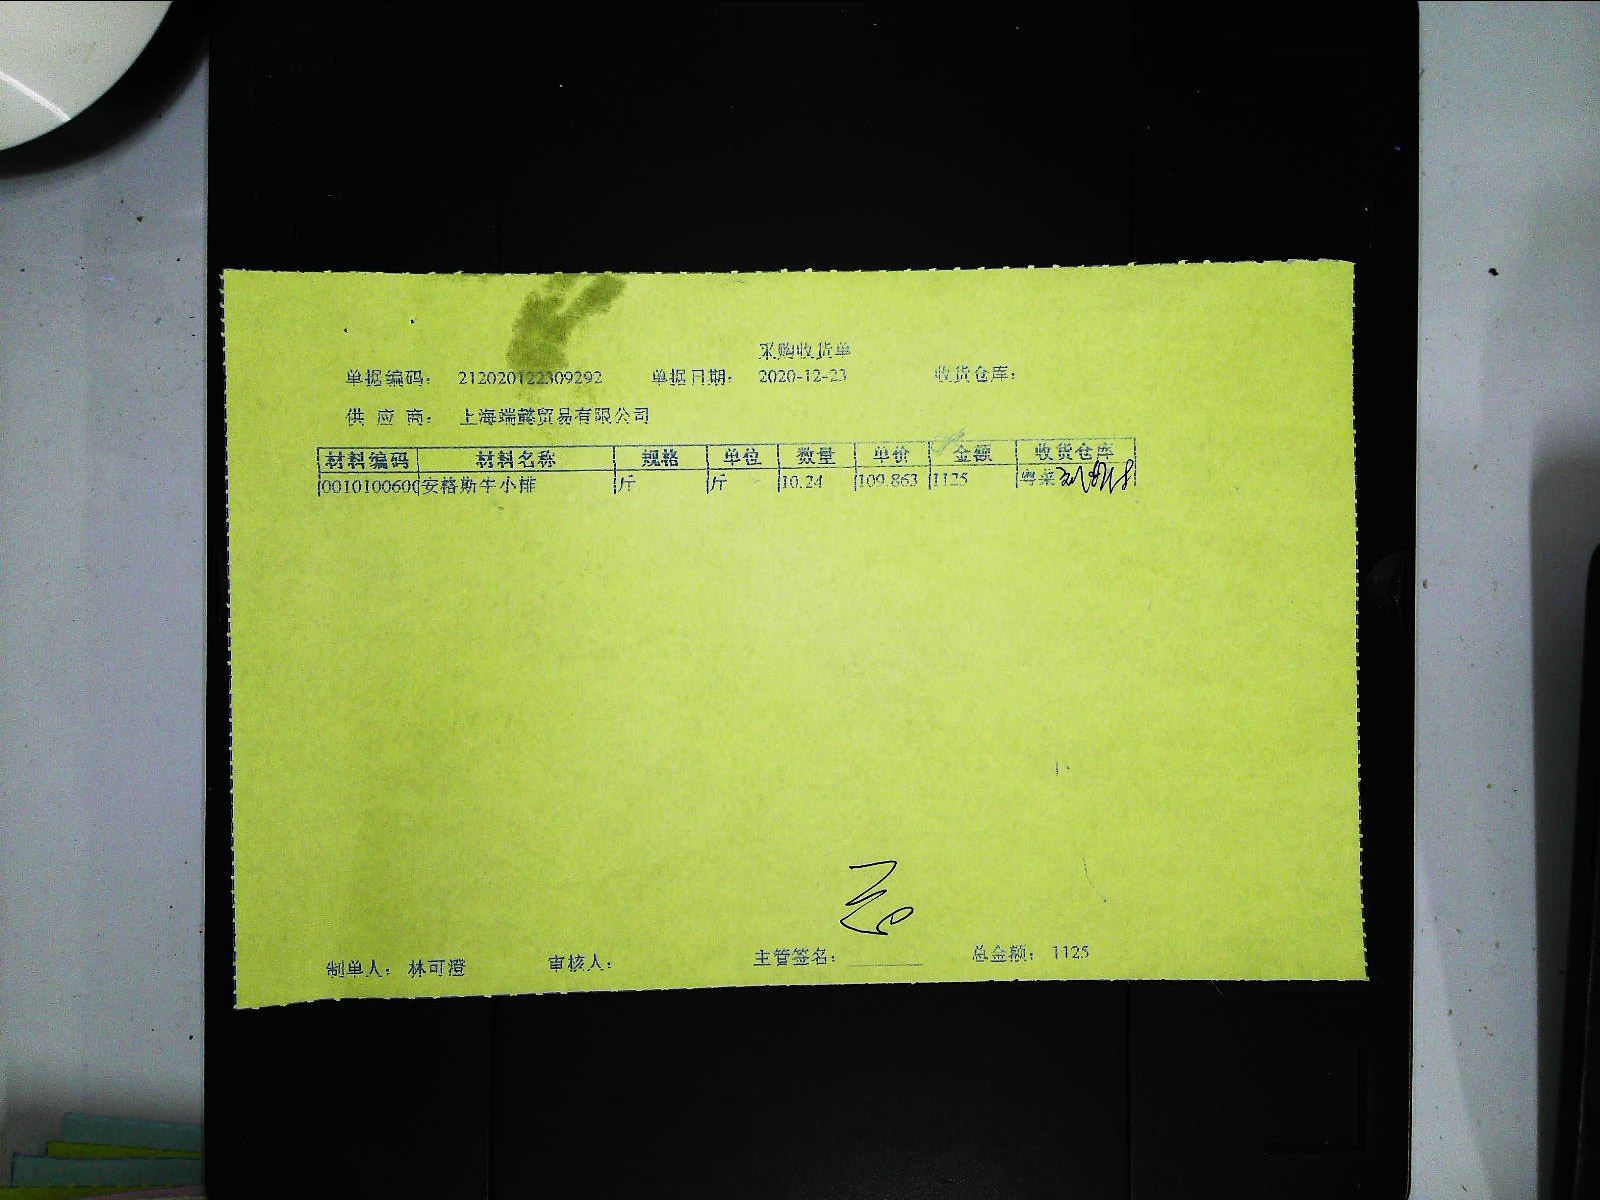 采购收货单
单据编码： 212020122309292 单据日期： 2020-12-23 收货仓库：
供 应 商： 上海端懿贸易有限公司
材料编码 材料名称 规格 单位 数量 单价 金额 收货仓库
0010100600 安格斯牛小排 斤 斤 10.24 109.863 1125 粤菜
制单人： 林可澄 审核人： 主管签名： 总金额： 1125